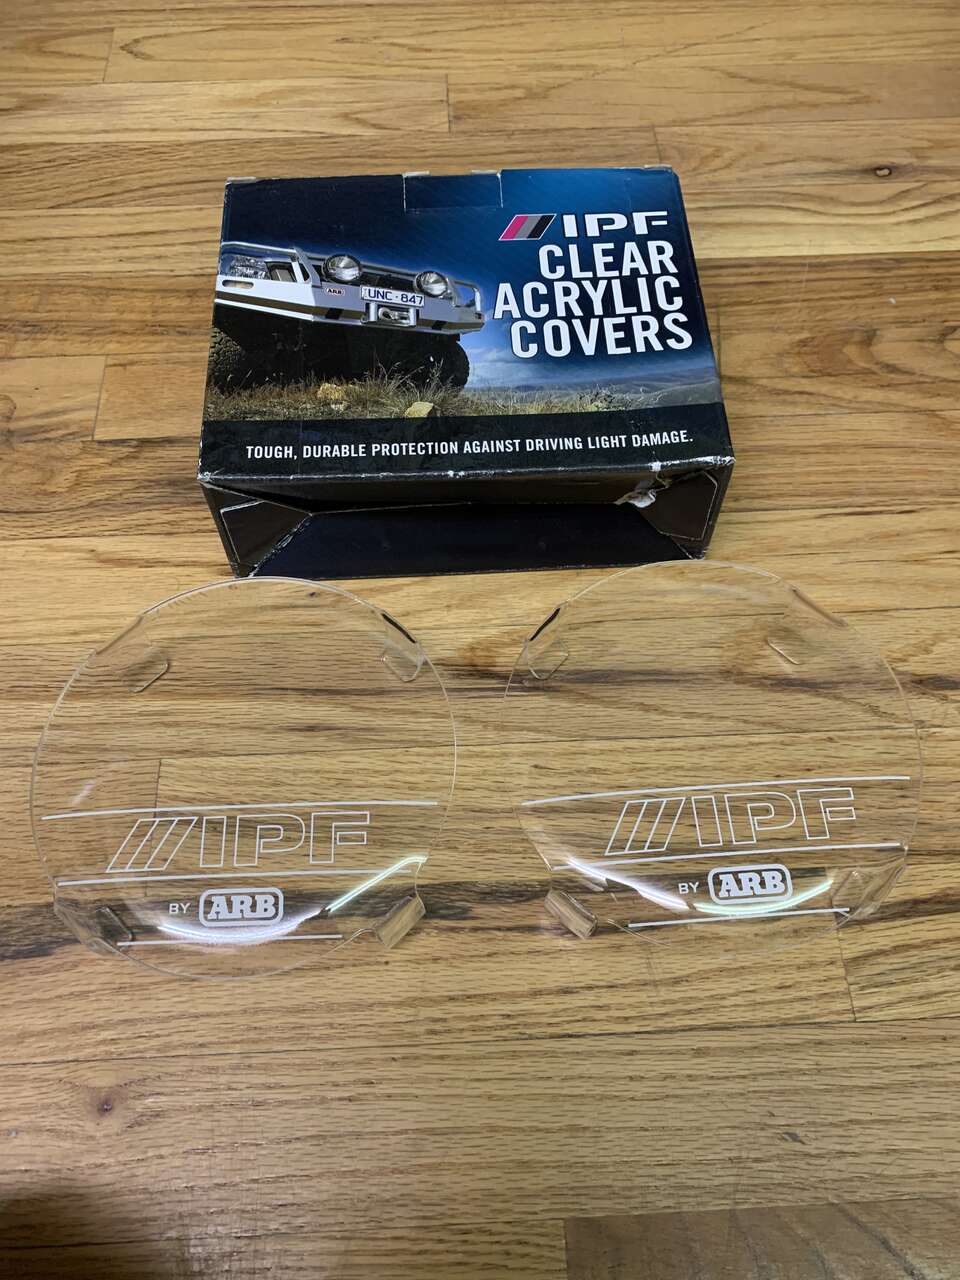 IPF
CLEAR
ACRYLIC
COVERS
ARB
UNC·847
TOUGH, DURABLE PROTECTION AGAINST DRIVING LIGHT DAMAGE.
IPF
BY ARB
IPF
BY ARB